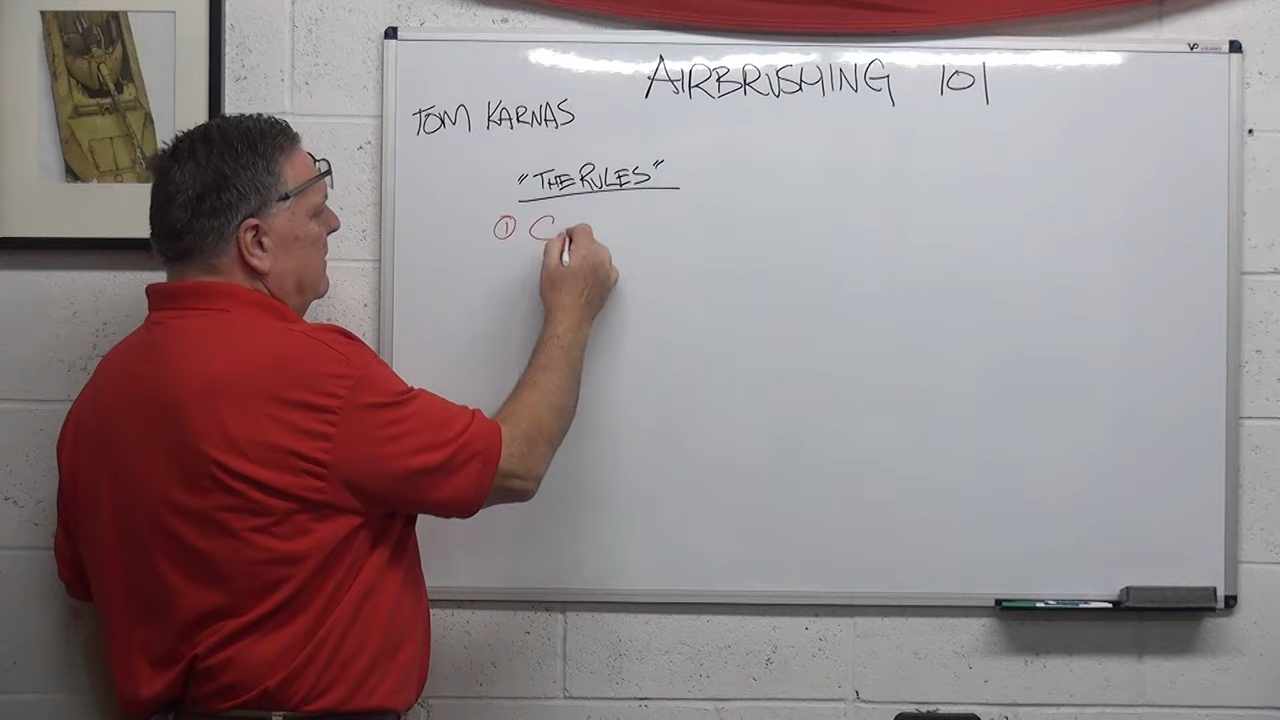 AIRBRUSHING 101
TOM KARNAS
"THE RULES"
① C